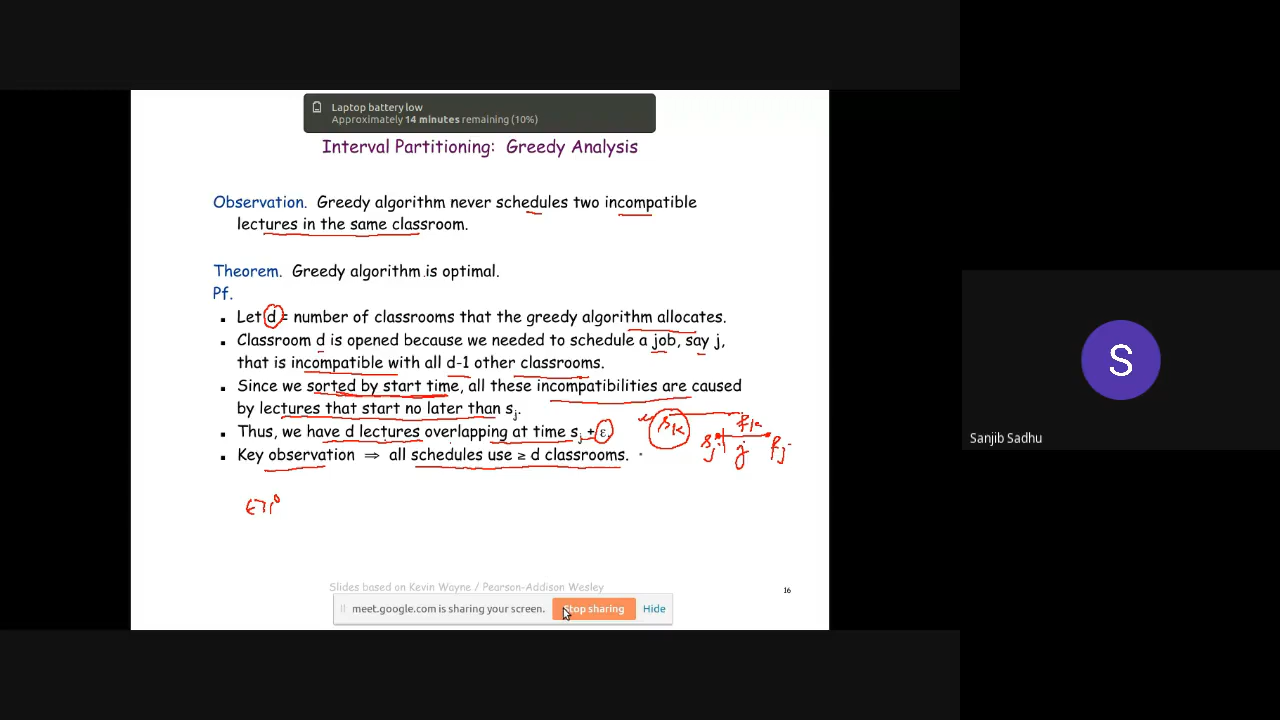 Laptop battery low
Approximately 14 minutes remaining (10%)
Interval Partitioning: Greedy Analysis
Observation. Greedy algorithm never schedules two incompatible
lectures in the same classroom.
Theorem. Greedy algorithm is optimal.
Pf.
Let d = number of classrooms that the greedy algorithm allocates.
Classroom d is opened because we needed to schedule a job, say j,
that is incompatible with all d-1 other classrooms.
Since we sorted by start time, all these incompatibilities are caused
by lectures that start no later than sj.
Thus, we have d lectures overlapping at time sj + ε.
Key observation ⇒ all schedules use ≥ d classrooms.
sk fk
sj j fj
Slides based on Kevin Wayne / Pearson-Addison Wesley
16
meet.google.com is sharing your screen. Stop sharing Hide
S
Sanjib Sadhu